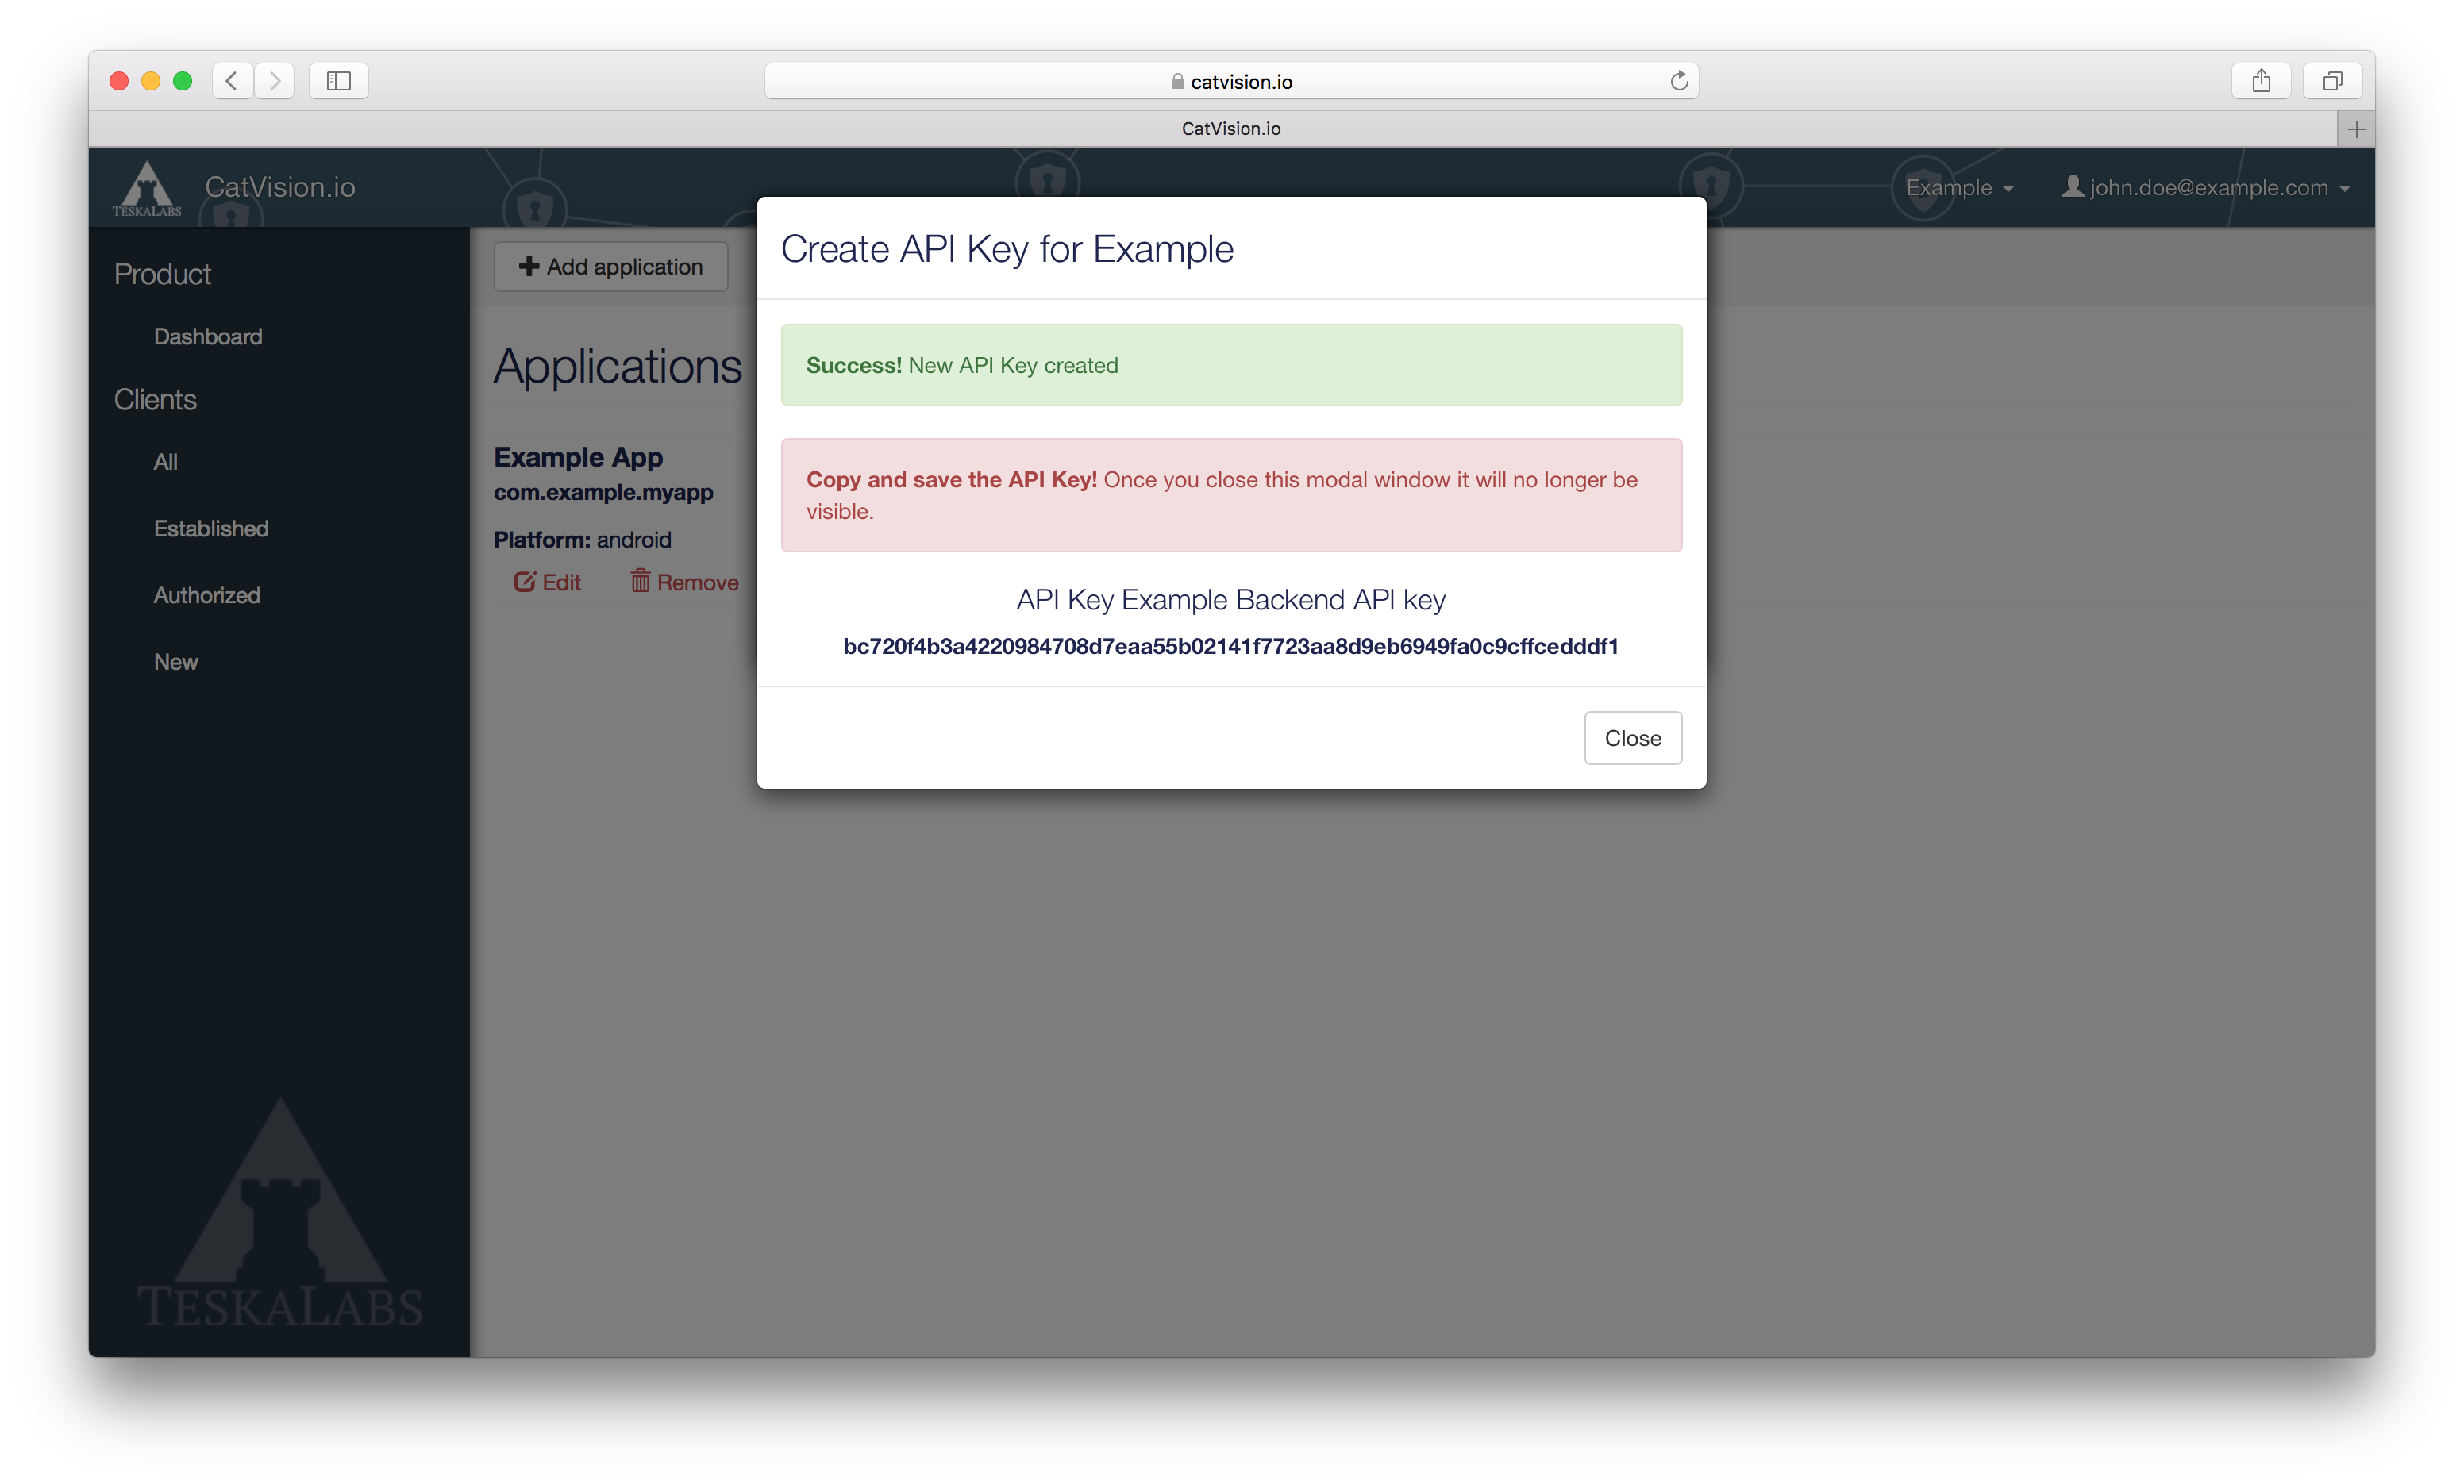 catvision.io
CatVision.io
TESKALABS
CatVision.io
Example
john.doe@example.com
Product
Dashboard
Clients
All
Established
Authorized
New
TESKALABS
Add application
Applications
Example App
com.example.myapp
Platform: android
Edit Remove
Create API Key for Example
Success! New API Key created
Copy and save the API Key! Once you close this modal window it will no longer be
visible.
API Key Example Backend API key
bc720f4b3a4220984708d7eaa55b02141f7723aa8d9eb6949fa0c9cffcedddf1
Close